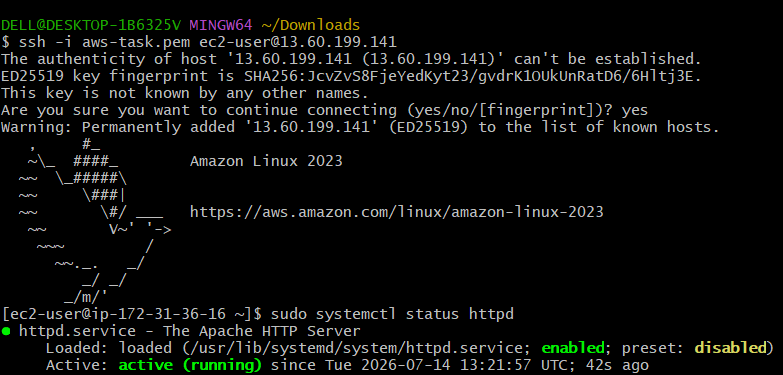 DELL@DESKTOP-1B6325V MINGW64 ~/Downloads
$ ssh -i aws-task.pem ec2-user@13.60.199.141
The authenticity of host '13.60.199.141 (13.60.199.141)' can't be established.
ED25519 key fingerprint is SHA256:JcvZvS8FjeYedKyt23/gvdrK1OUkUnRatD6/6Hltj3E.
This key is not known by any other names.
Are you sure you want to continue connecting (yes/no/[fingerprint])? yes
Warning: Permanently added '13.60.199.141' (ED25519) to the list of known hosts.
   ,     #_
   ~\_  ####_        Amazon Linux 2023
  ~~  \_#####\
  ~~     \###|
  ~~       \#/ ___   https://aws.amazon.com/linux/amazon-linux-2023
   ~~       V~' '->
    ~~~         /
      ~~._.   _/
         _/ _/
       _/m/'
[ec2-user@ip-172-31-36-16 ~]$ sudo systemctl status httpd
● httpd.service - The Apache HTTP Server
     Loaded: loaded (/usr/lib/systemd/system/httpd.service; enabled; preset: disabled)
     Active: active (running) since Tue 2026-07-14 13:21:57 UTC; 42s ago